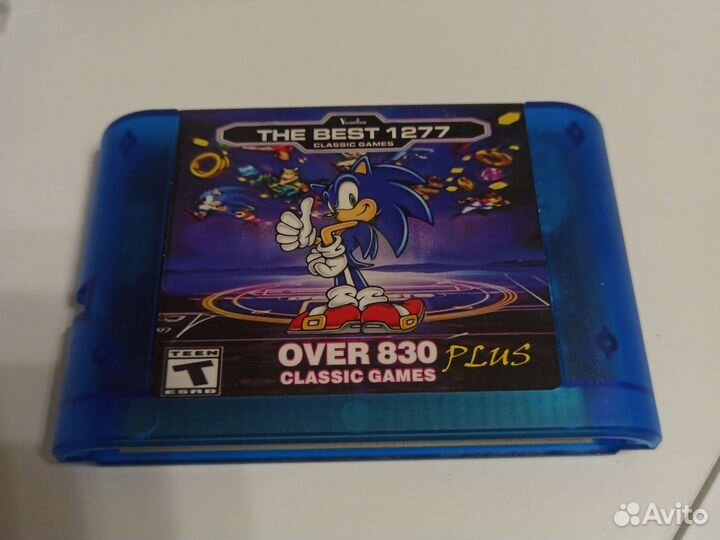 THE BEST 1277
CLASSIC GAMES
OVER 830 PLUS
CLASSIC GAMES
TEEN
T
ESRB
Avito